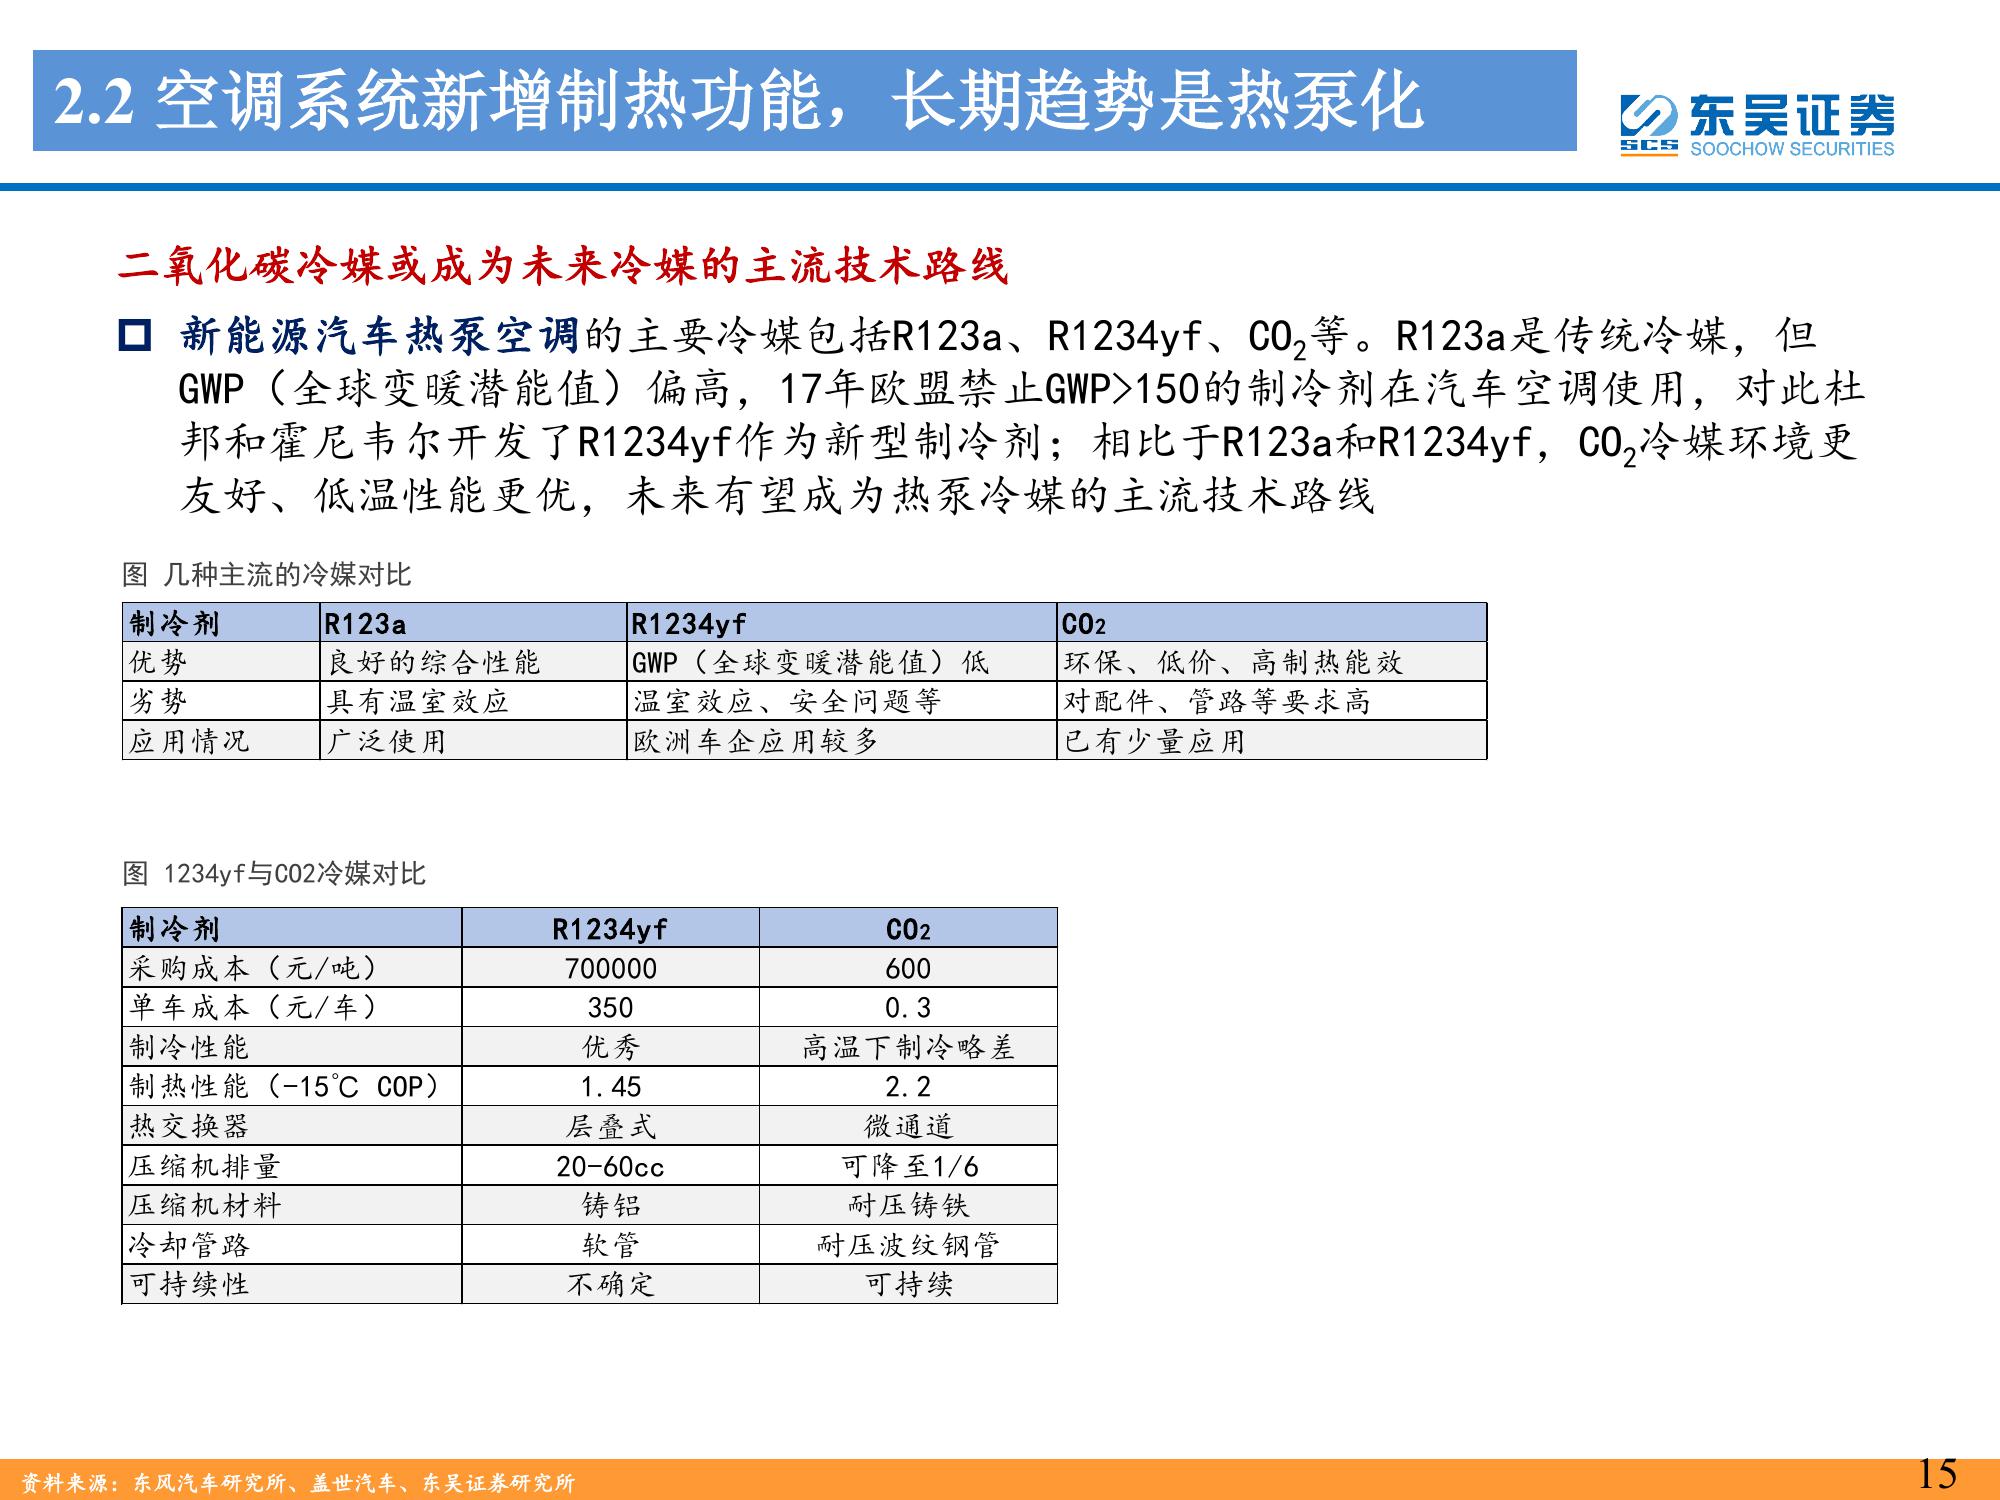 2.2 空调系统新增制热功能，长期趋势是热泵化
东吴证券
SCS
SOOCHOW SECURITIES
二氧化碳冷媒或成为未来冷媒的主流技术路线
新能源汽车热泵空调的主要冷媒包括R123a、R1234yf、CO₂等。R123a是传统冷媒，但
GWP（全球变暖潜能值）偏高，17年欧盟禁止GWP>150的制冷剂在汽车空调使用，对此杜
邦和霍尼韦尔开发了R1234yf作为新型制冷剂；相比于R123a和R1234yf，CO₂冷媒环境更
友好、低温性能更优，未来有望成为热泵冷媒的主流技术路线
图 几种主流的冷媒对比
制冷剂 R123a R1234yf CO₂
优势 良好的综合性能 GWP（全球变暖潜能值）低 环保、低价、高制热能效
劣势 具有温室效应 温室效应、安全问题等 对配件、管路等要求高
应用情况 广泛使用 欧洲车企应用较多 已有少量应用
图 1234yf与CO2冷媒对比
制冷剂 R1234yf CO₂
采购成本（元/吨） 700000 600
单车成本（元/车） 350 0.3
制冷性能 优秀 高温下制冷略差
制热性能（-15℃ COP） 1.45 2.2
热交换器 层叠式 微通道
压缩机排量 20-60cc 可降至1/6
压缩机材料 铸铝 耐压铸铁
冷却管路 软管 耐压波纹钢管
可持续性 不确定 可持续
资料来源：东风汽车研究所、盖世汽车、东吴证券研究所
15